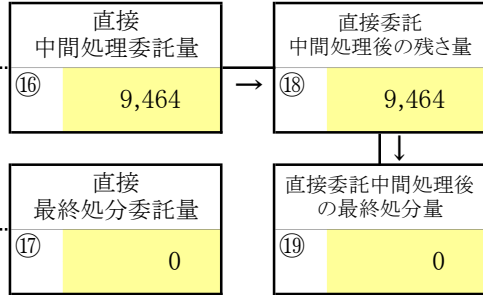 直接
中間処理委託量
⑯
9,464
→
直接委託
中間処理後の残さ量
⑱
9,464
↓
直接
最終処分委託量
⑰
0
直接委託中間処理後
の最終処分量
⑲
0